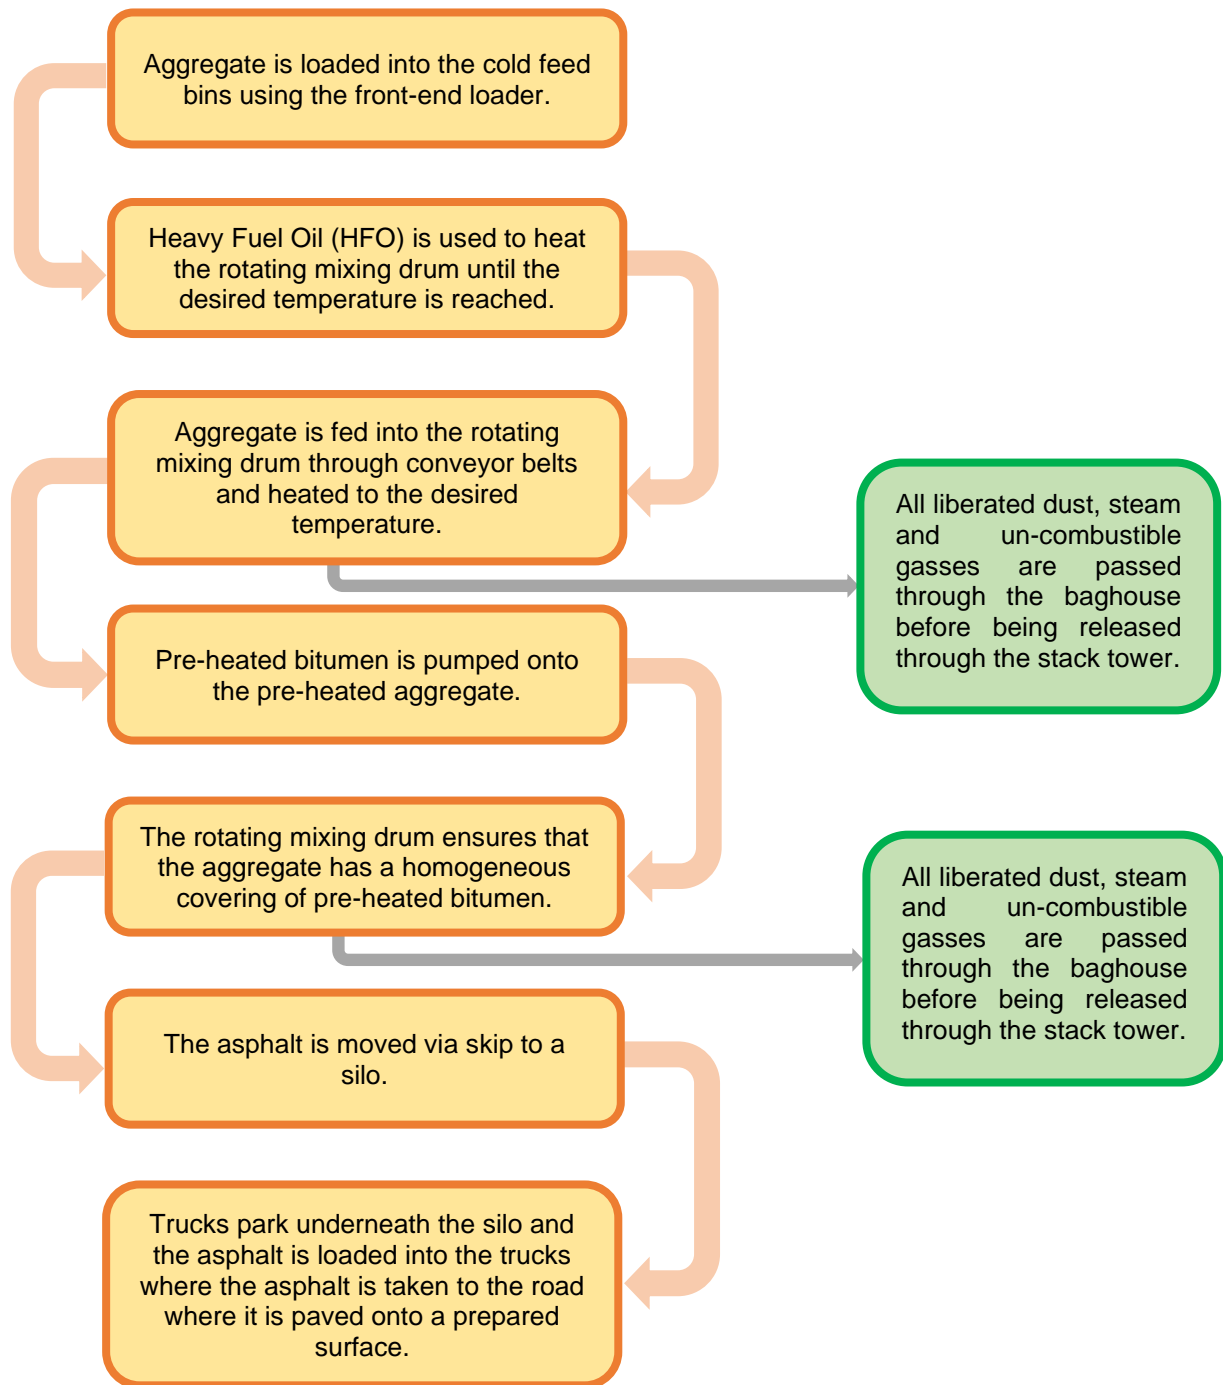 Aggregate is loaded into the cold feed
bins using the front-end loader.
Heavy Fuel Oil (HFO) is used to heat
the rotating mixing drum until the
desired temperature is reached.
Aggregate is fed into the rotating
mixing drum through conveyor belts
and heated to the desired
temperature.
All liberated dust, steam
and un-combustible
gasses are passed
through the baghouse
before being released
through the stack tower.
Pre-heated bitumen is pumped onto
the pre-heated aggregate.
The rotating mixing drum ensures that
the aggregate has a homogeneous
covering of pre-heated bitumen.
All liberated dust, steam
and un-combustible
gasses are passed
through the baghouse
before being released
through the stack tower.
The asphalt is moved via skip to a
silo.
Trucks park underneath the silo and
the asphalt is loaded into the trucks
where the asphalt is taken to the road
where it is paved onto a prepared
surface.